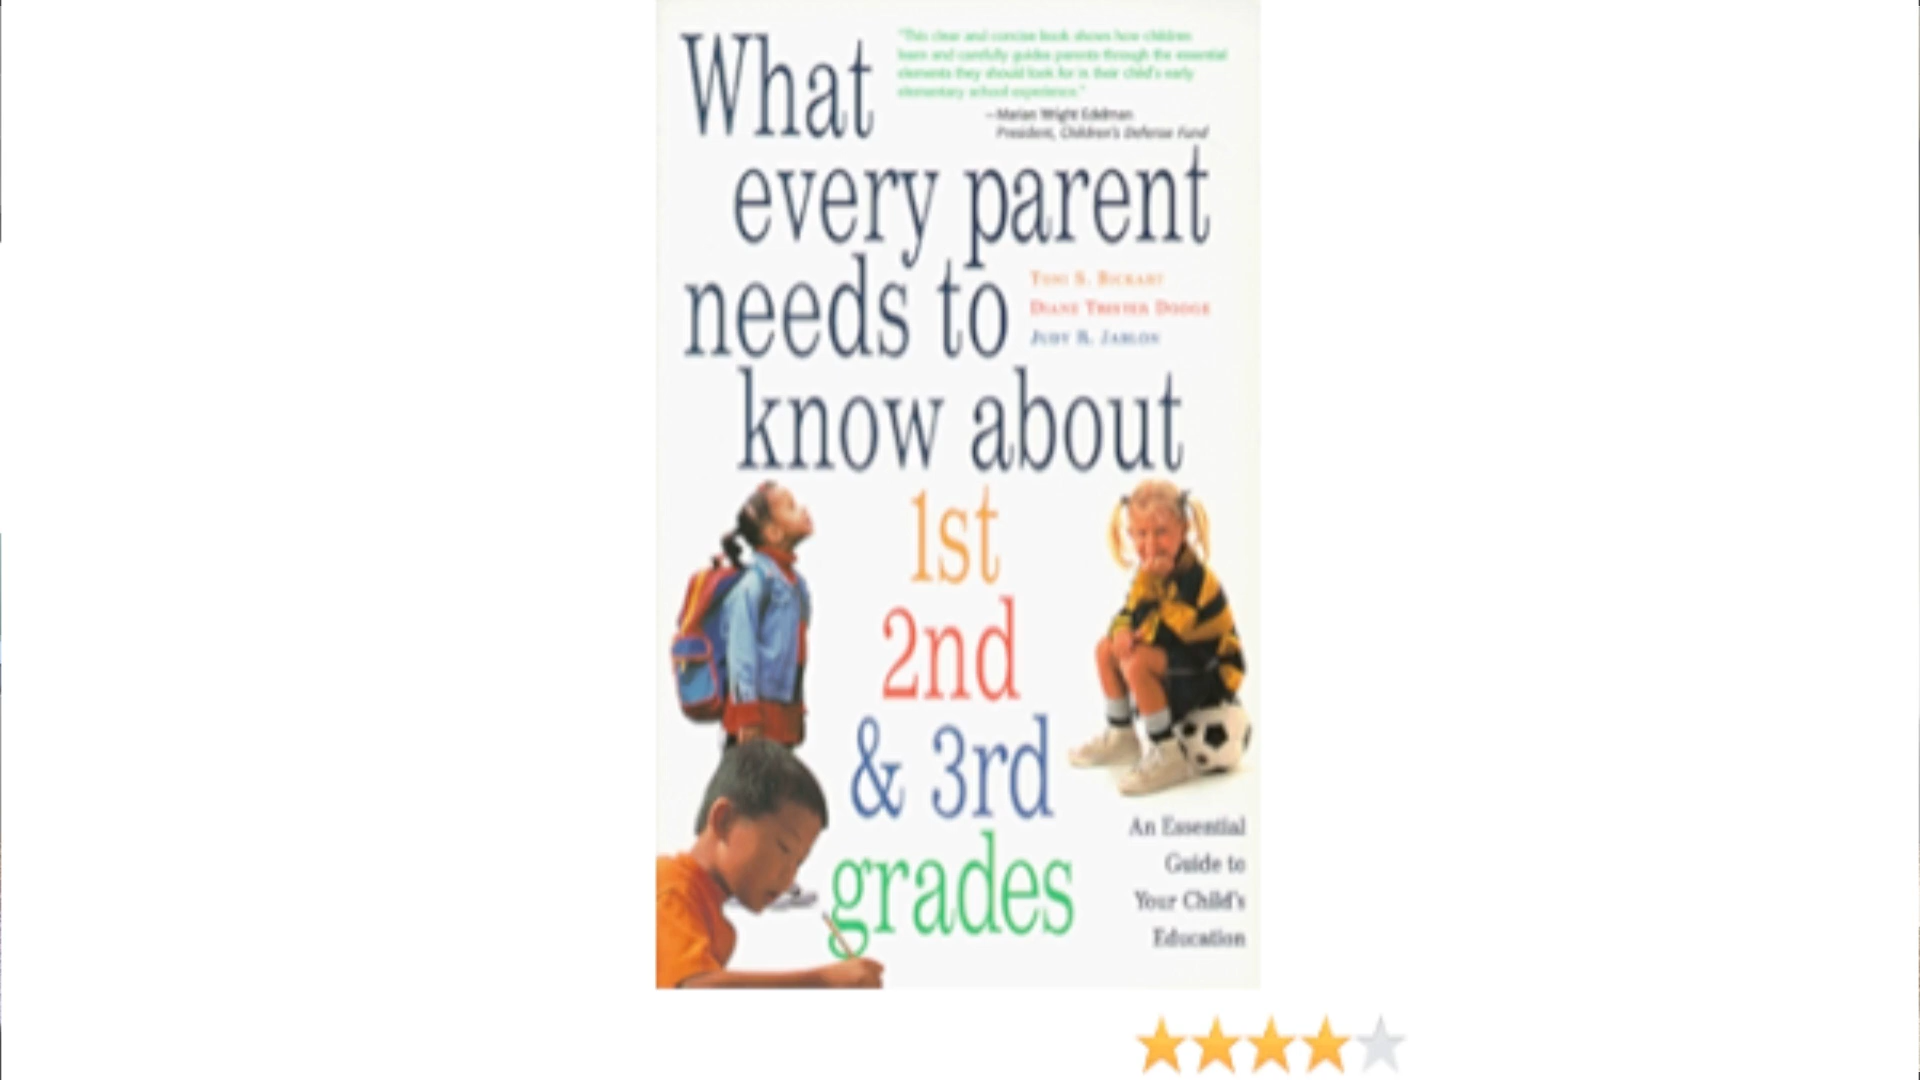 What
"This clear and concise book shows how children
learn and carefully guides parents through the essential
elements they should look for in their child's early
elementary school experience."
—Marian Wright Edelman
President, Children's Defense Fund
every parent
needs to
Toni S. Bickart
Diane Trister Dodge
Judy R. Jablon
know about
1st
2nd
& 3rd
grades
An Essential
Guide to
Your Child's
Education